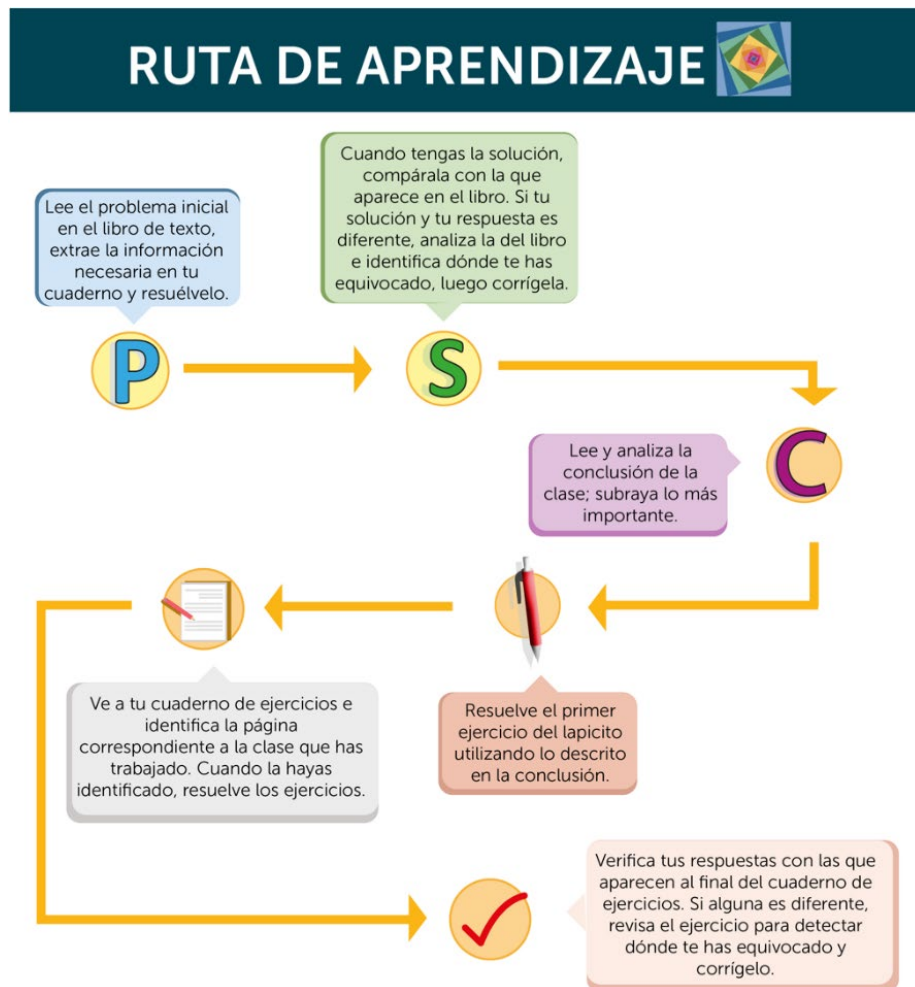 RUTA DE APRENDIZAJE
Lee el problema inicial
en el libro de texto,
extrae la información
necesaria en tu
cuaderno y resuélvelo.
Cuando tengas la solución,
compárala con la que
aparece en el libro. Si tu
solución y tu respuesta es
diferente, analiza la del libro
e identifica dónde te has
equivocado, luego corrígela.
P
S
C
Lee y analiza la
conclusión de la
clase; subraya lo más
importante.
Resuelve el primer
ejercicio del lapicito
utilizando lo descrito
en la conclusión.
Ve a tu cuaderno de ejercicios e
identifica la página
correspondiente a la clase que has
trabajado. Cuando la hayas
identificado, resuelve los ejercicios.
Verifica tus respuestas con las que
aparecen al final del cuaderno de
ejercicios. Si alguna es diferente,
revisa el ejercicio para detectar
dónde te has equivocado y
corrígelo.